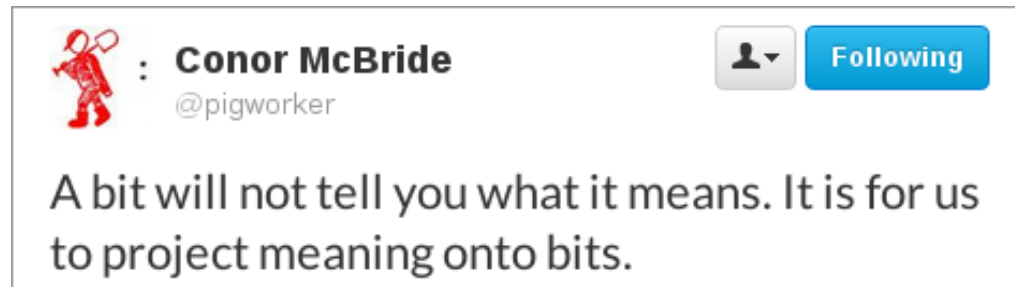 : Conor McBride
@pigworker
Following
A bit will not tell you what it means. It is for us
to project meaning onto bits.